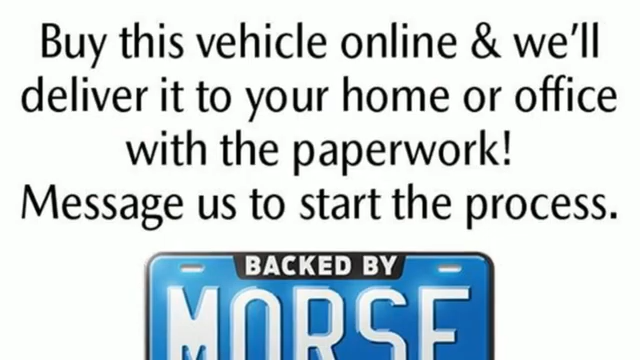 Buy this vehicle online & we'll
deliver it to your home or office
with the paperwork!
Message us to start the process.
BACKED BY
MORSE